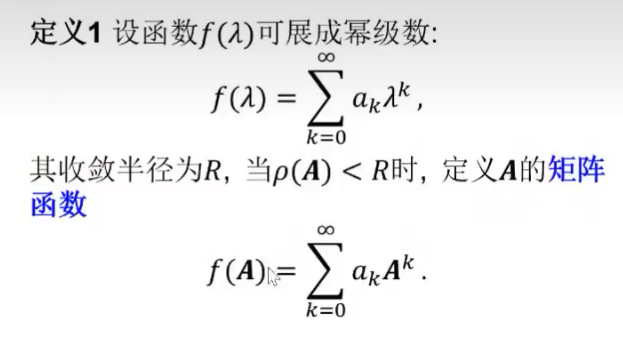 定义1 设函数f(λ)可展成幂级数:
f(λ) = ∑_{k=0}^{∞} a_k λ^k ,
其收敛半径为R, 当ρ(A) < R时, 定义A的矩阵
函数
f(A) = ∑_{k=0}^{∞} a_k A^k .